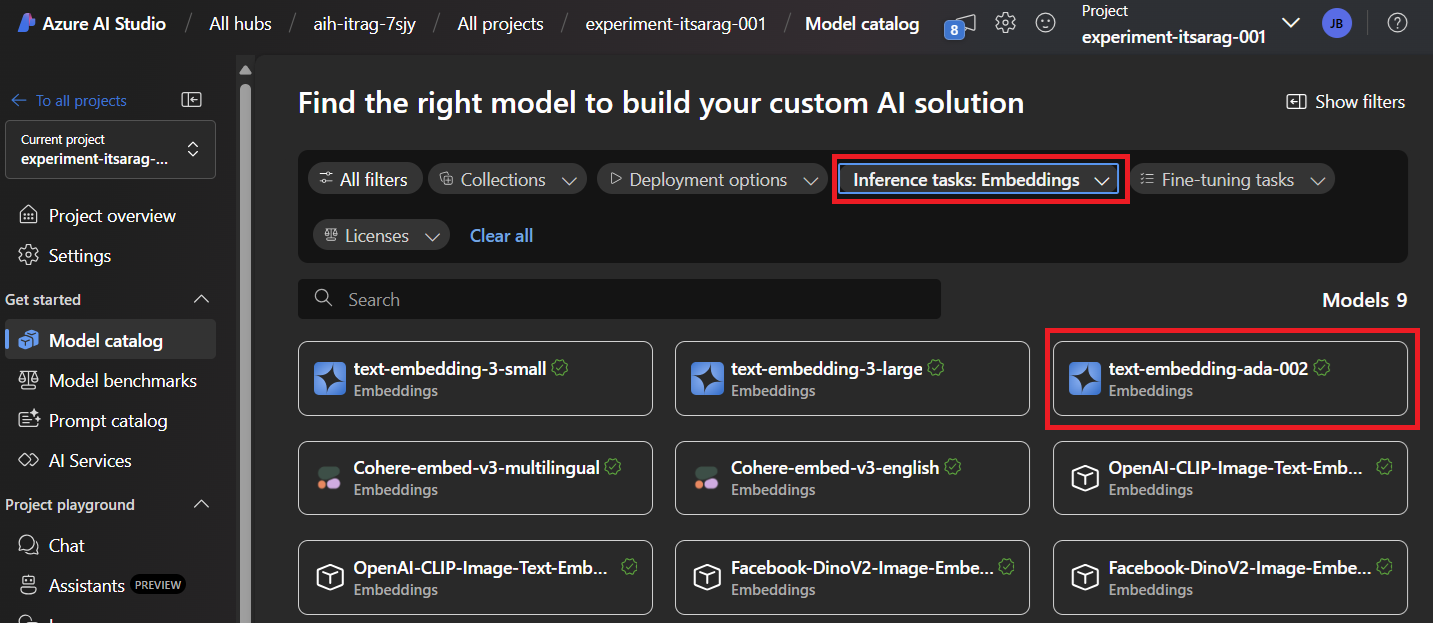 Azure AI Studio / All hubs / aih-itrag-7sjy / All projects / experiment-itsarag-001 / Model catalog
8
Project
experiment-itsarag-001
JB
To all projects
Current project
experiment-itsarag-...
Project overview
Settings
Get started
Model catalog
Model benchmarks
Prompt catalog
AI Services
Project playground
Chat
Assistants PREVIEW
Find the right model to build your custom AI solution
Show filters
All filters
Collections
Deployment options
Inference tasks: Embeddings
Fine-tuning tasks
Licenses
Clear all
Search
Models 9
text-embedding-3-small
Embeddings
text-embedding-3-large
Embeddings
text-embedding-ada-002
Embeddings
Cohere-embed-v3-multilingual
Embeddings
Cohere-embed-v3-english
Embeddings
OpenAI-CLIP-Image-Text-Emb...
Embeddings
OpenAI-CLIP-Image-Text-Emb...
Embeddings
Facebook-DinoV2-Image-Embe...
Embeddings
Facebook-DinoV2-Image-Embe...
Embeddings